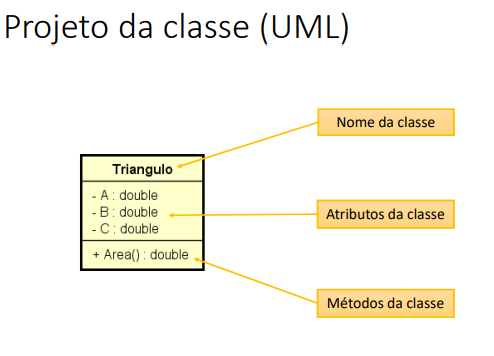 Projeto da classe (UML)
Nome da classe
Triangulo
- A : double
- B : double
- C : double
Atributos da classe
+ Area() : double
Métodos da classe